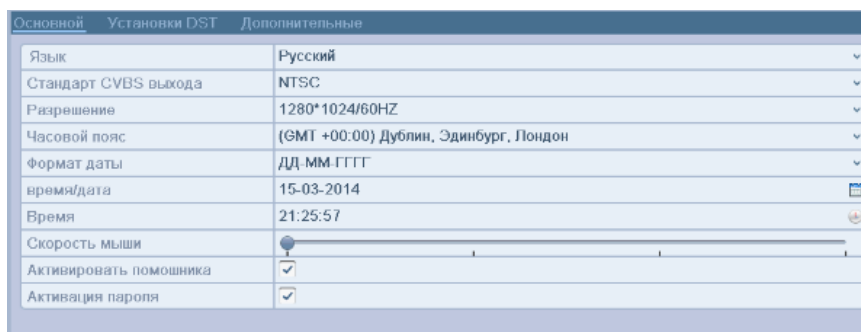 Основной Установки DST Дополнительные
Язык Русский
Стандарт CVBS выхода NTSC
Разрешение 1280*1024/60HZ
Часовой пояс (GMT +00:00) Дублин, Эдинбург, Лондон
Формат даты ДД-ММ-ГГГГ
время/дата 15-03-2014
Время 21:25:57
Скорость мыши
Активировать помошника
Активация пароля